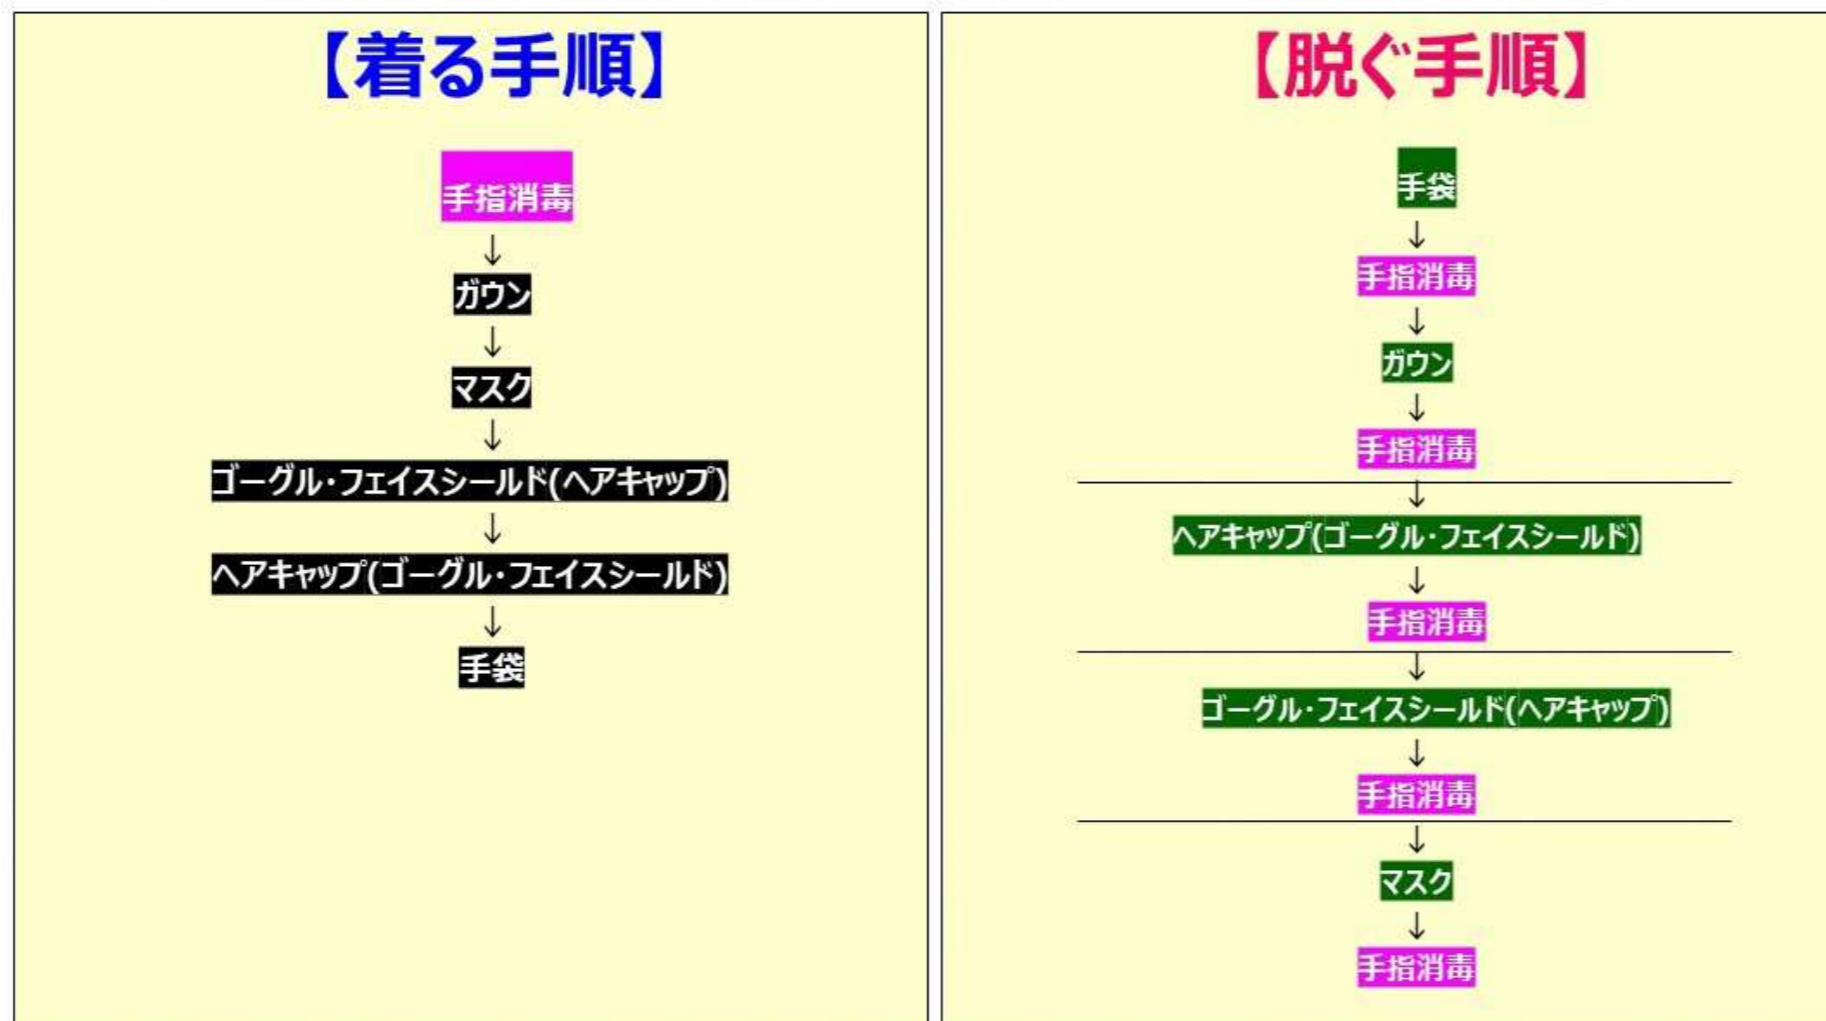 【着る手順】
手指消毒
↓
ガウン
↓
マスク
↓
ゴーグル・フェイスシールド(ヘアキャップ)
↓
ヘアキャップ(ゴーグル・フェイスシールド)
↓
手袋
【脱ぐ手順】
手袋
↓
手指消毒
↓
ガウン
↓
手指消毒
↓
ヘアキャップ(ゴーグル・フェイスシールド)
↓
手指消毒
↓
ゴーグル・フェイスシールド(ヘアキャップ)
↓
手指消毒
↓
マスク
↓
手指消毒